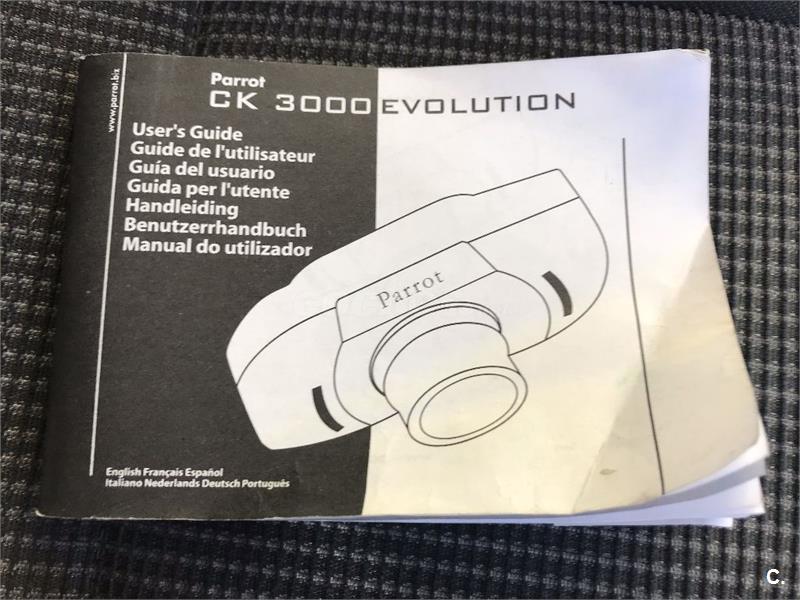 www.parrot.biz
Parrot
CK 3000 EVOLUTION
User's Guide
Guide de l'utilisateur
Guía del usuario
Guida per l'utente
Handleiding
Benutzerrhandbuch
Manual do utilizador
Parrot
English Français Español
Italiano Nederlands Deutsch Português
C.